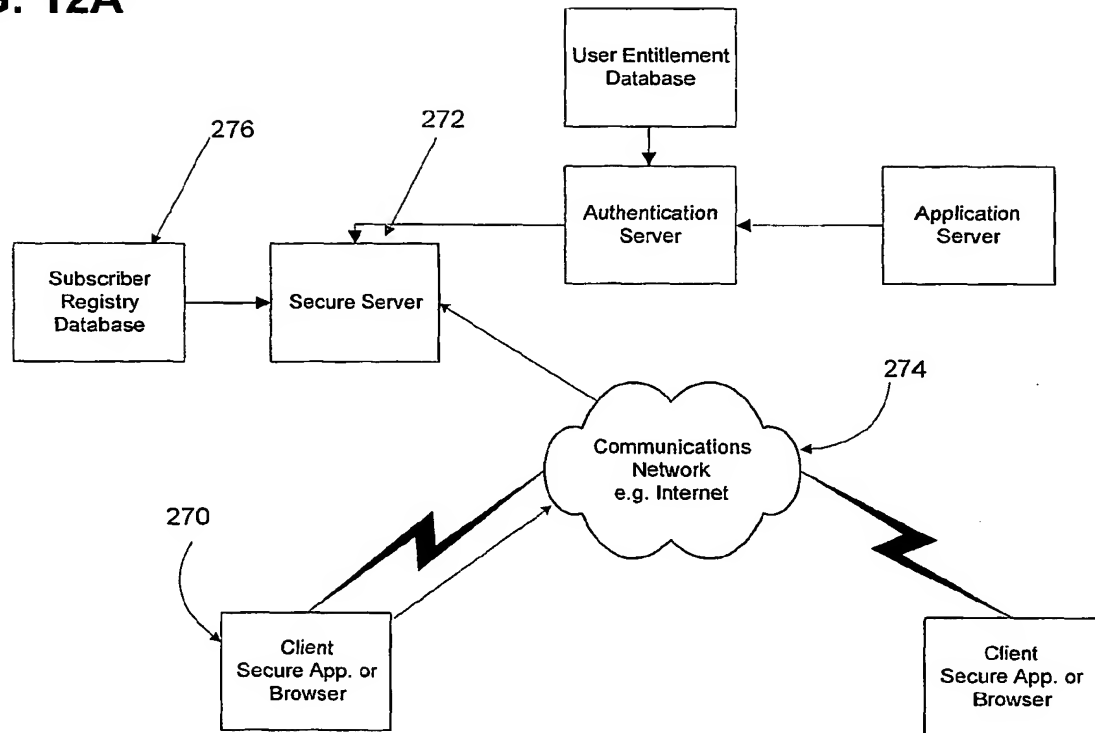 12A
User Entitlement
Database
276
272
Authentication
Server
Application
Server
Subscriber
Registry
Database
Secure Server
274
Communications
Network
e.g. Internet
270
Client
Secure App. or
Browser
Client
Secure App. or
Browser